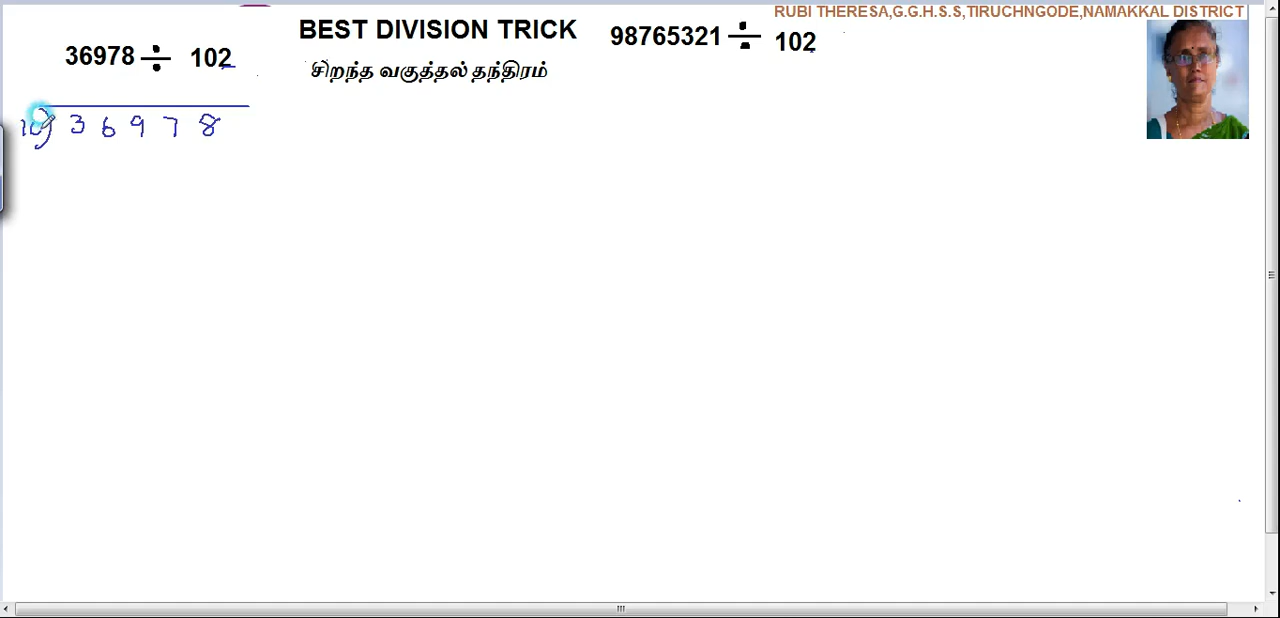 RUBI THERESA,G.G.H.S.S,TIRUCHNGODE,NAMAKKAL DISTRICT
BEST DIVISION TRICK
36978 ÷ 102
98765321 ÷ 102
சிறந்த வகுத்தல் தந்திரம்
3 6 9 7 8